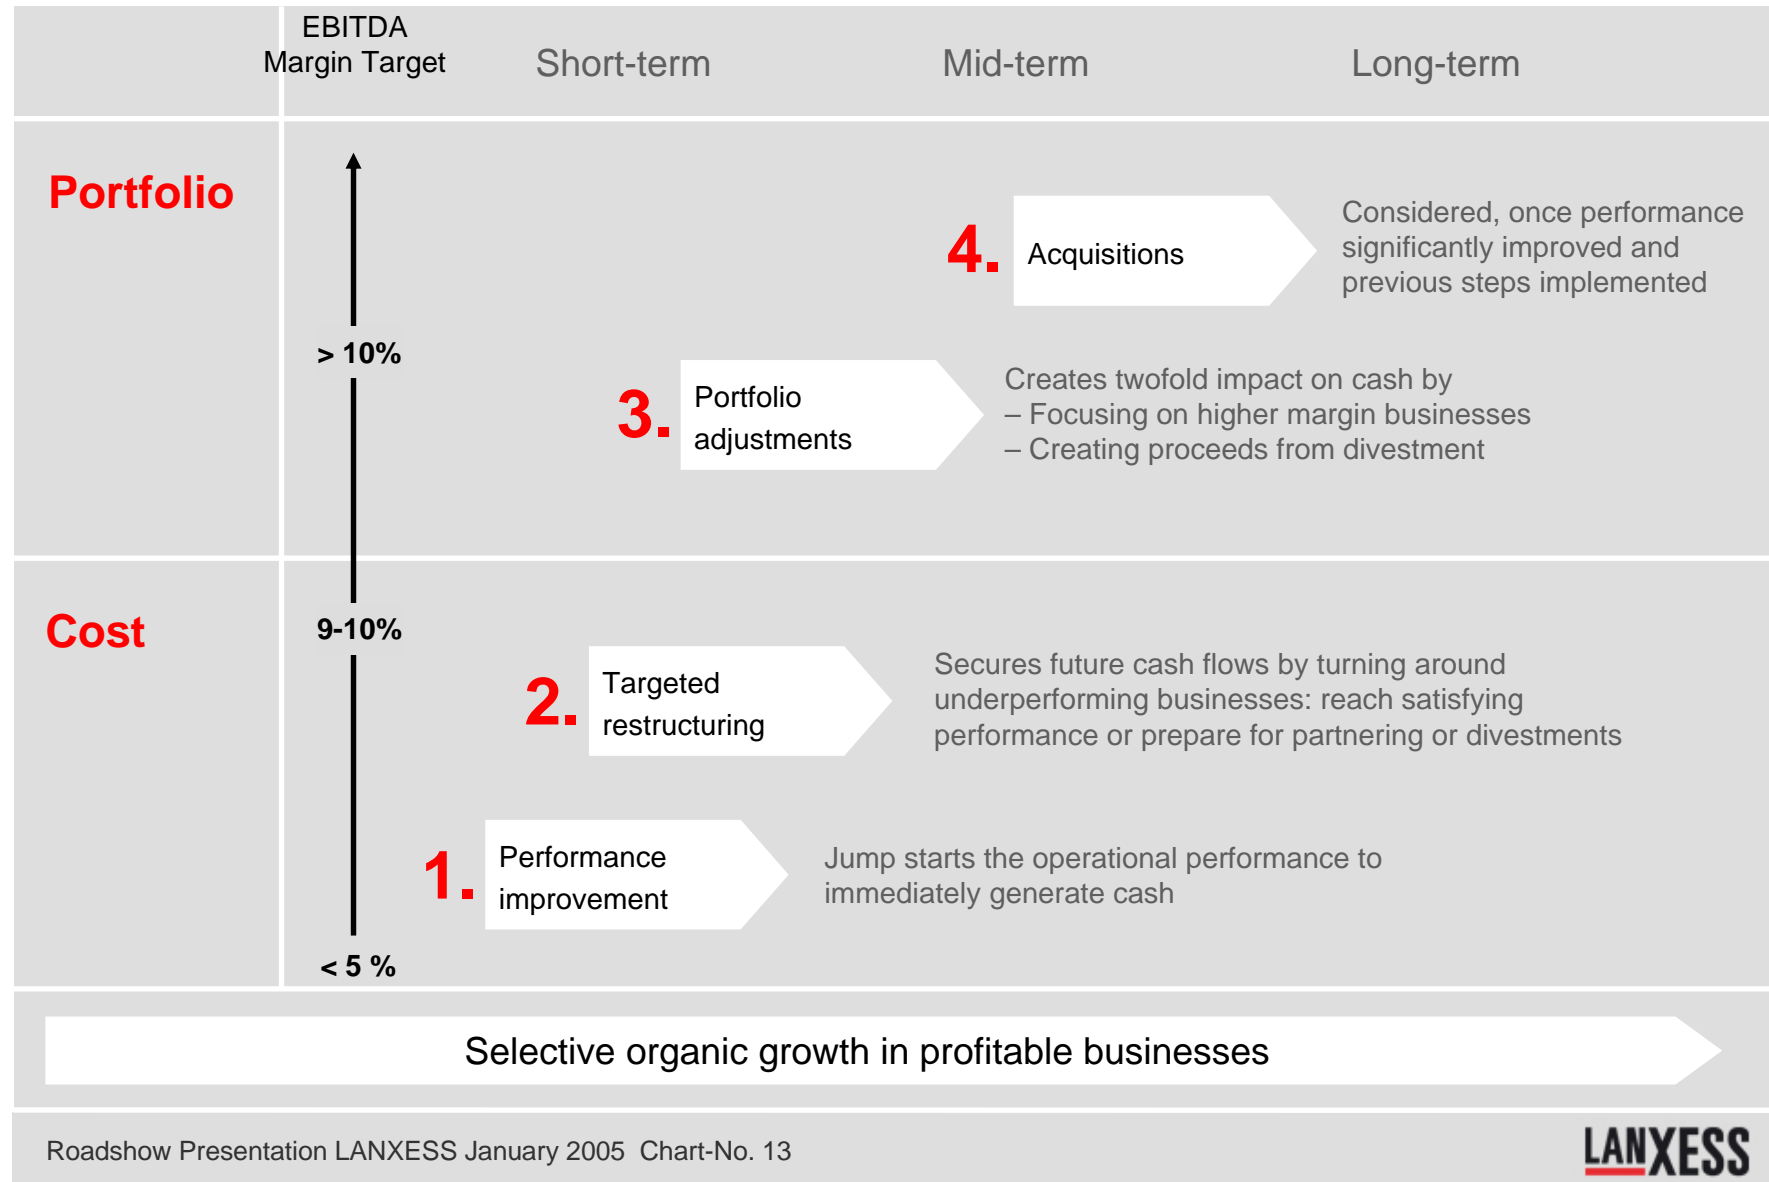 EBITDA
Margin Target
Short-term
Mid-term
Long-term
Portfolio
4.
Acquisitions
Considered, once performance
significantly improved and
previous steps implemented
> 10%
3.
Portfolio
adjustments
Creates twofold impact on cash by
– Focusing on higher margin businesses
– Creating proceeds from divestment
Cost
9-10%
2.
Targeted
restructuring
Secures future cash flows by turning around
underperforming businesses: reach satisfying
performance or prepare for partnering or divestments
1.
Performance
improvement
Jump starts the operational performance to
immediately generate cash
< 5 %
Selective organic growth in profitable businesses
Roadshow Presentation LANXESS January 2005 Chart-No. 13
LANXESS